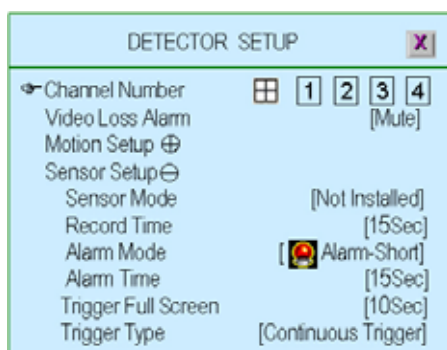 DETECTOR SETUP X
Channel Number 1 2 3 4
Video Loss Alarm [Mute]
Motion Setup ⊕
Sensor Setup ⊖
Sensor Mode [Not Installed]
Record Time [15Sec]
Alarm Mode [ Alarm-Short]
Alarm Time [15Sec]
Trigger Full Screen [10Sec]
Trigger Type [Continuous Trigger]